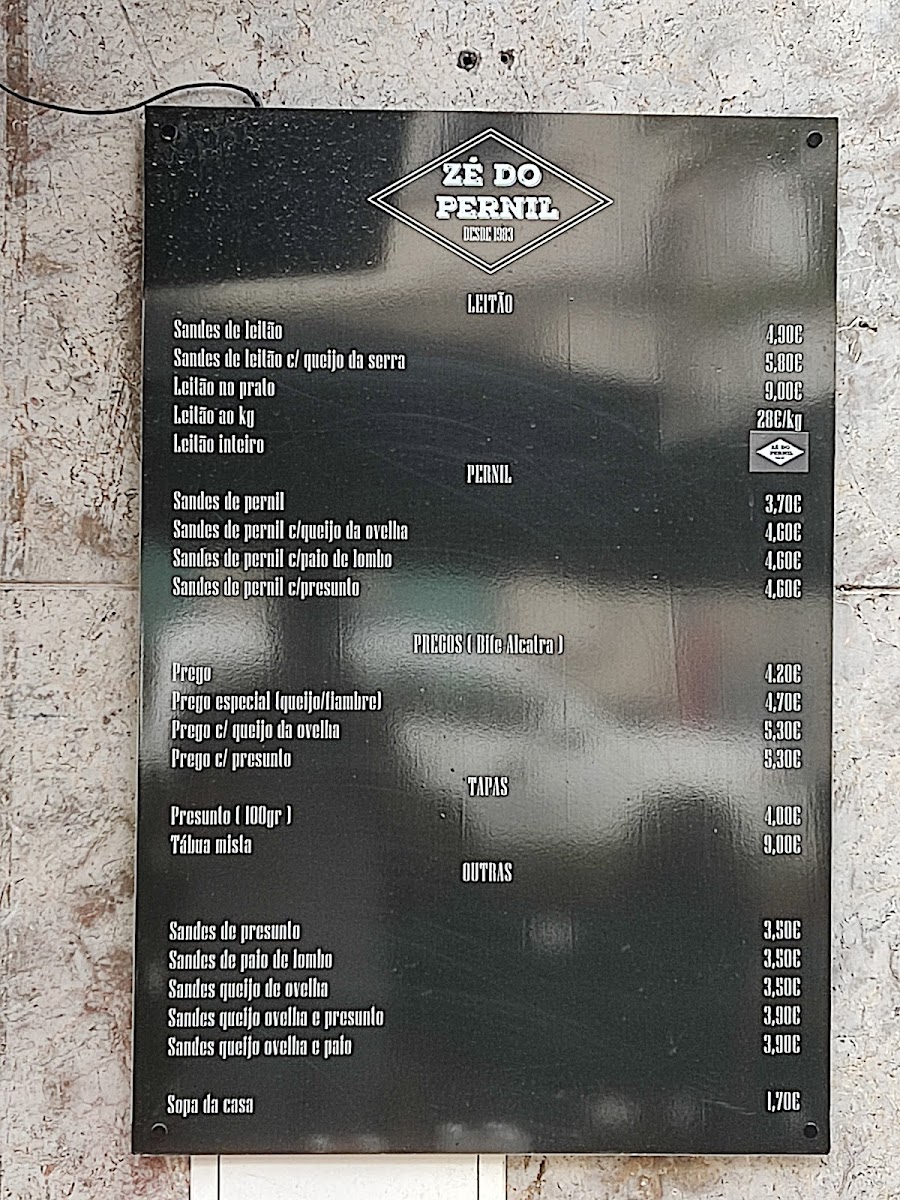 ZÉ DO
PERNIL
DESDE 1983
LEITÃO
Sandes de leitão 4,90€
Sandes de leitão c/ queijo da serra 5,80€
Leitão no prato 9,00€
Leitão ao kg 28€/kg
Leitão inteiro
ZÉ DO
PERNIL
PERNIL
Sandes de pernil 3,70€
Sandes de pernil c/queijo da ovelha 4,60€
Sandes de pernil c/paio de lombo 4,60€
Sandes de pernil c/presunto 4,60€
PREGOS ( Bife Alcatra )
Prego 4.20€
Prego especial (queijo/fiambre) 4,70€
Prego c/ queijo da ovelha 5,30€
Prego c/ presunto 5,30€
TAPAS
Presunto ( 100gr ) 4,00€
Tábua mista 9,00€
OUTRAS
Sandes de presunto 3,50€
Sandes de paio de lombo 3,50€
Sandes queijo de ovelha 3,50€
Sandes queijo ovelha e presunto 3,90€
Sandes queijo ovelha e paio 3,90€
Sopa da casa 1,70€